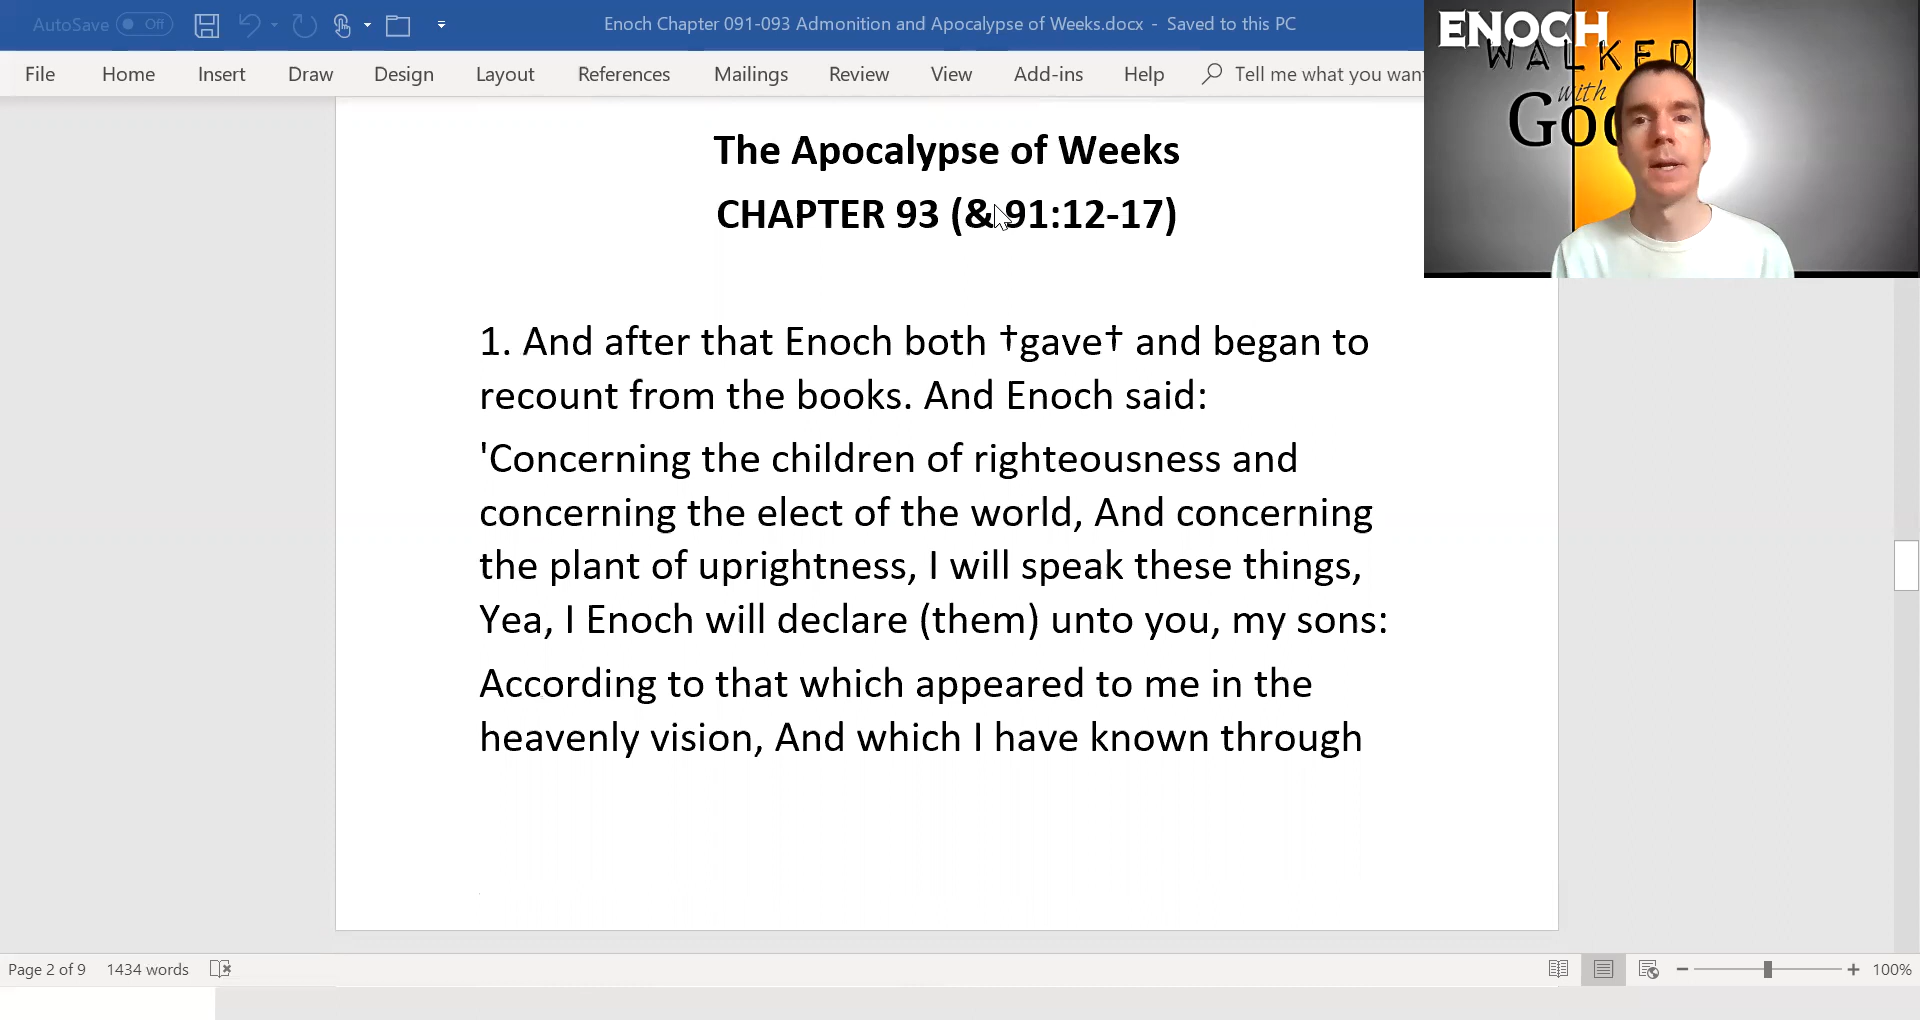 AutoSave Off
Enoch Chapter 091-093 Admonition and Apocalypse of Weeks.docx - Saved to this PC
File Home Insert Draw Design Layout References Mailings Review View Add-ins Help Tell me what you want
ENOCH
WALKED
with
God
The Apocalypse of Weeks
CHAPTER 93 (& 91:12-17)
1. And after that Enoch both †gave† and began to
recount from the books. And Enoch said:
'Concerning the children of righteousness and
concerning the elect of the world, And concerning
the plant of uprightness, I will speak these things,
Yea, I Enoch will declare (them) unto you, my sons:
According to that which appeared to me in the
heavenly vision, And which I have known through
Page 2 of 9 1434 words
100%